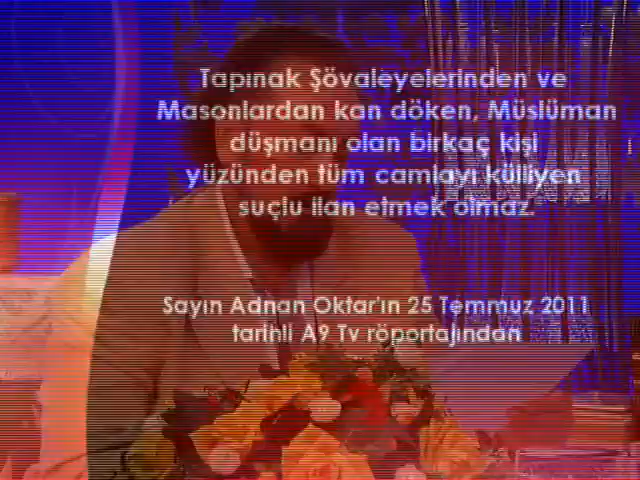 Tapınak Şövaleyelerinden ve
Masonlardan kan döken, Müslüman
düşmanı olan birkaç kişi
yüzünden tüm camiayı külliyen
suçlu ilan etmek olmaz.
Sayın Adnan Oktar'ın 25 Temmuz 2011
tarihli A9 Tv röportajından